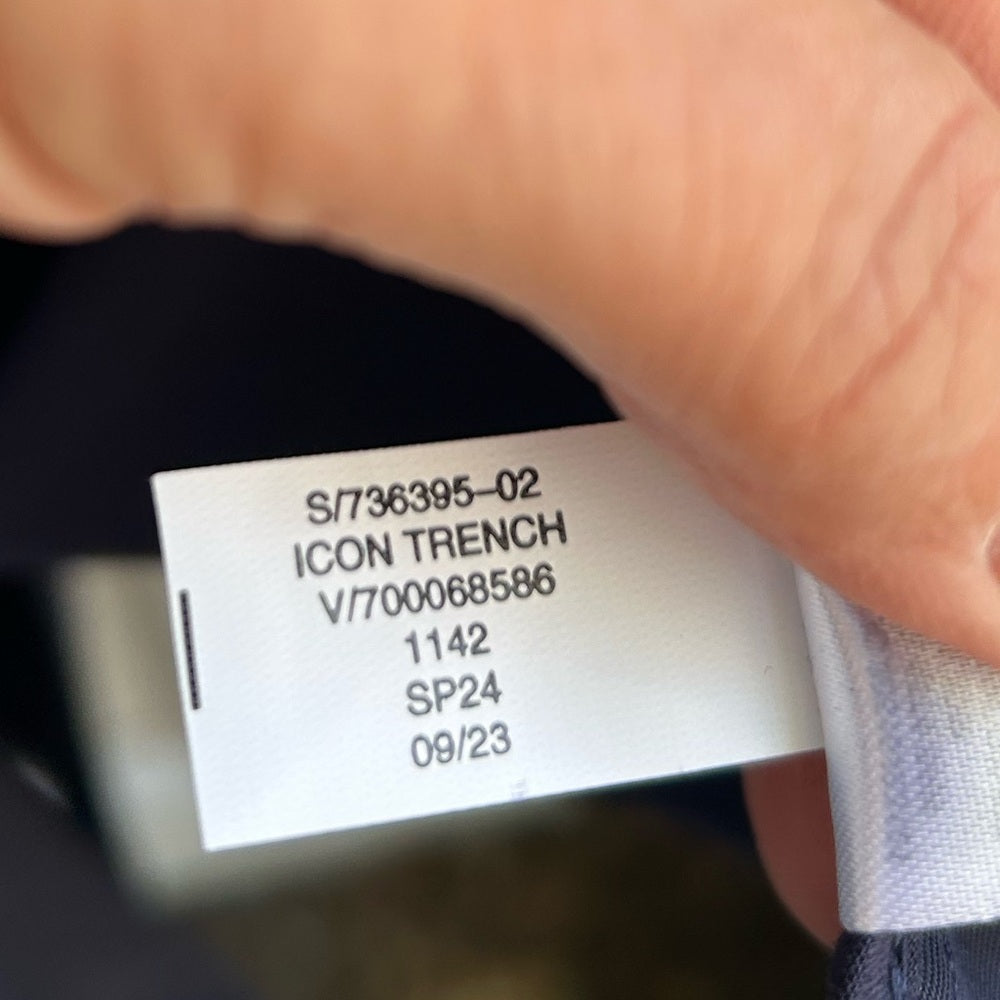 S/736395-02
ICON TRENCH
V/700068586
1142
SP24
09/23